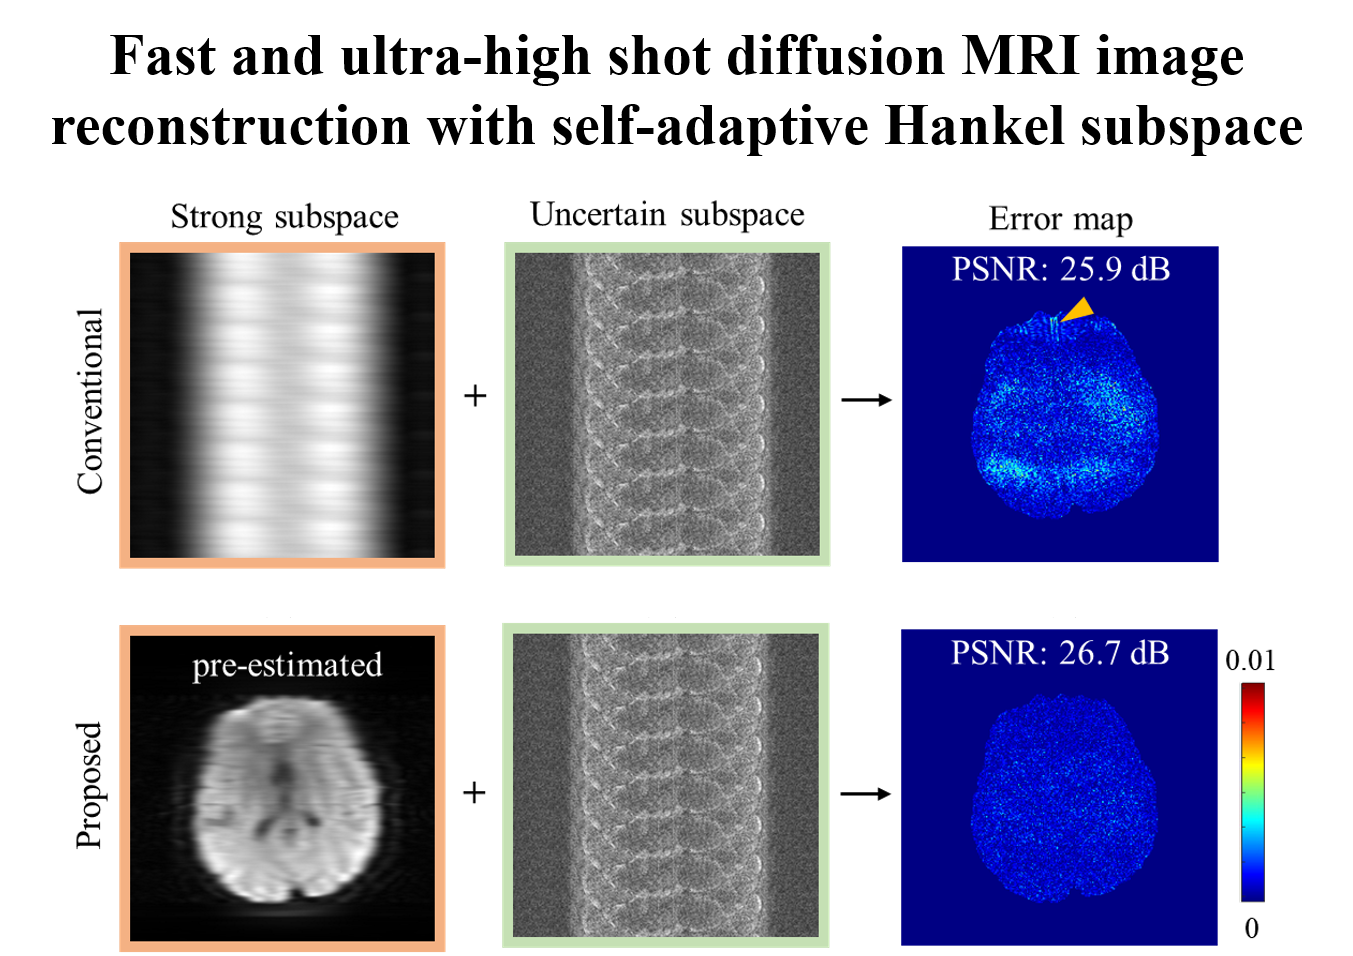 Fast and ultra-high shot diffusion MRI image
reconstruction with self-adaptive Hankel subspace
Strong subspace
Uncertain subspace
Error map
Conventional
+
PSNR: 25.9 dB
Proposed
pre-estimated
+
PSNR: 26.7 dB
0.01
0